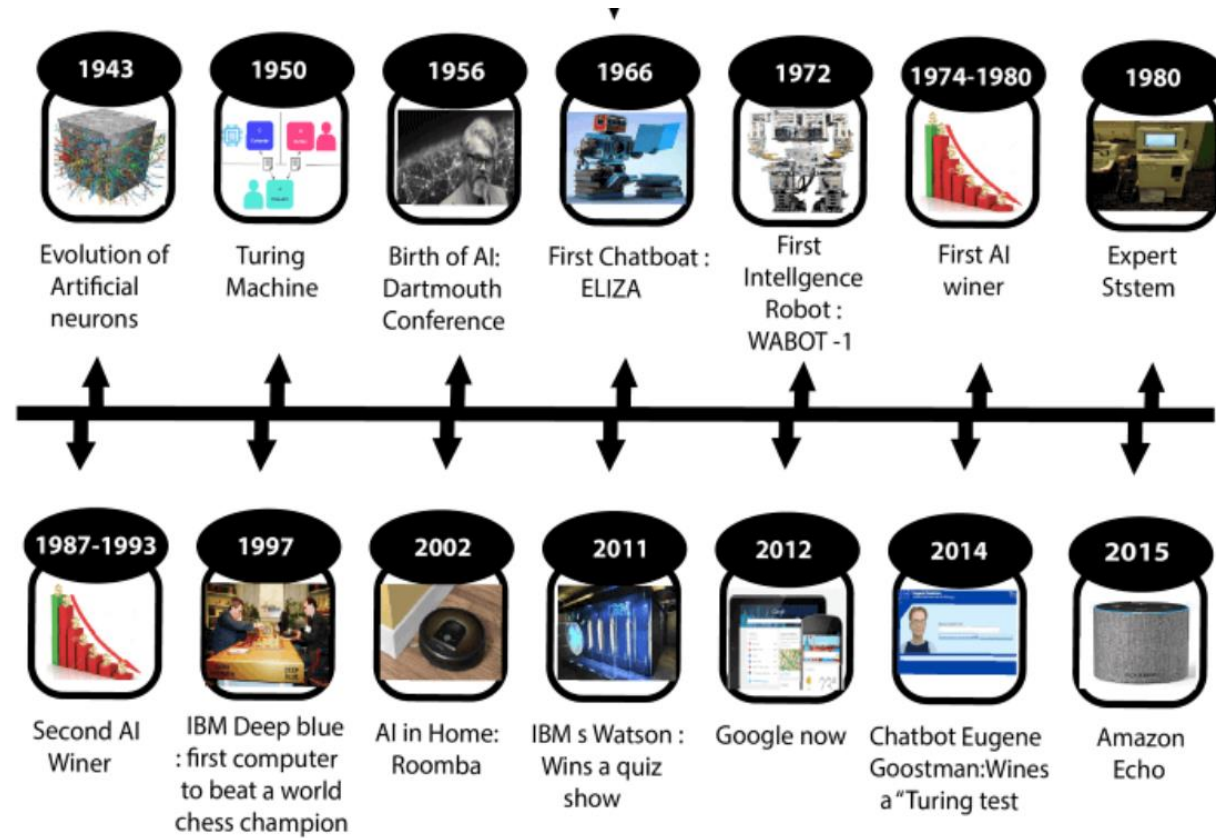 1943
Evolution of
Artificial
neurons
1950
Turing
Machine
1956
Birth of AI:
Dartmouth
Conference
1966
First Chatboat :
ELIZA
1972
First
Intellgence
Robot :
WABOT -1
1974-1980
First AI
winer
1980
Expert
Ststem
1987-1993
Second AI
Winer
1997
IBM Deep blue
: first computer
to beat a world
chess champion
2002
AI in Home:
Roomba
2011
IBM s Watson :
Wins a quiz
show
2012
Google now
2014
Chatbot Eugene
Goostman:Wines
a “Turing test
2015
Amazon
Echo